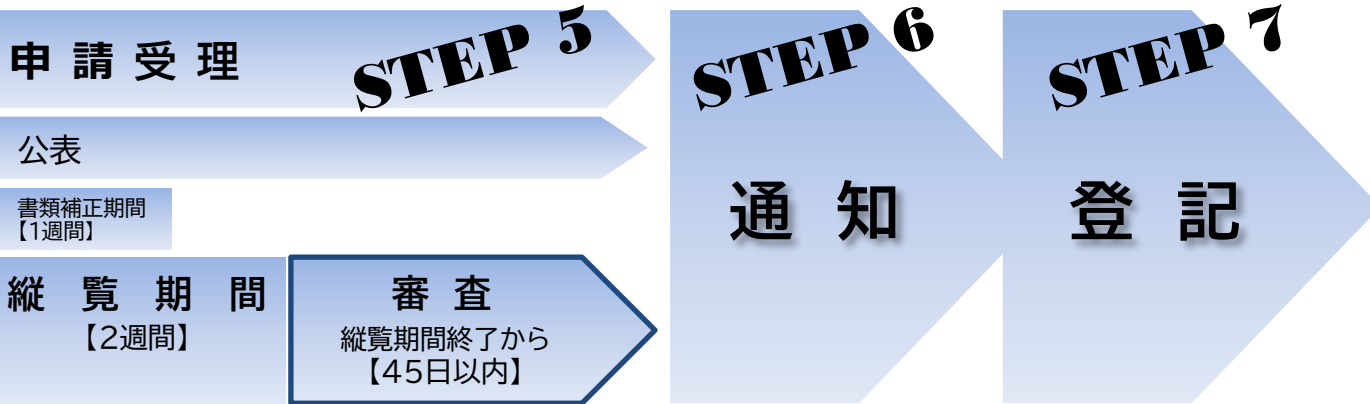 申請受理
STEP 5
公表
書類補正期間
【1週間】
縦覧期間
【2週間】
審査
縦覧期間終了から
【45日以内】
STEP 6
通知
STEP 7
登記